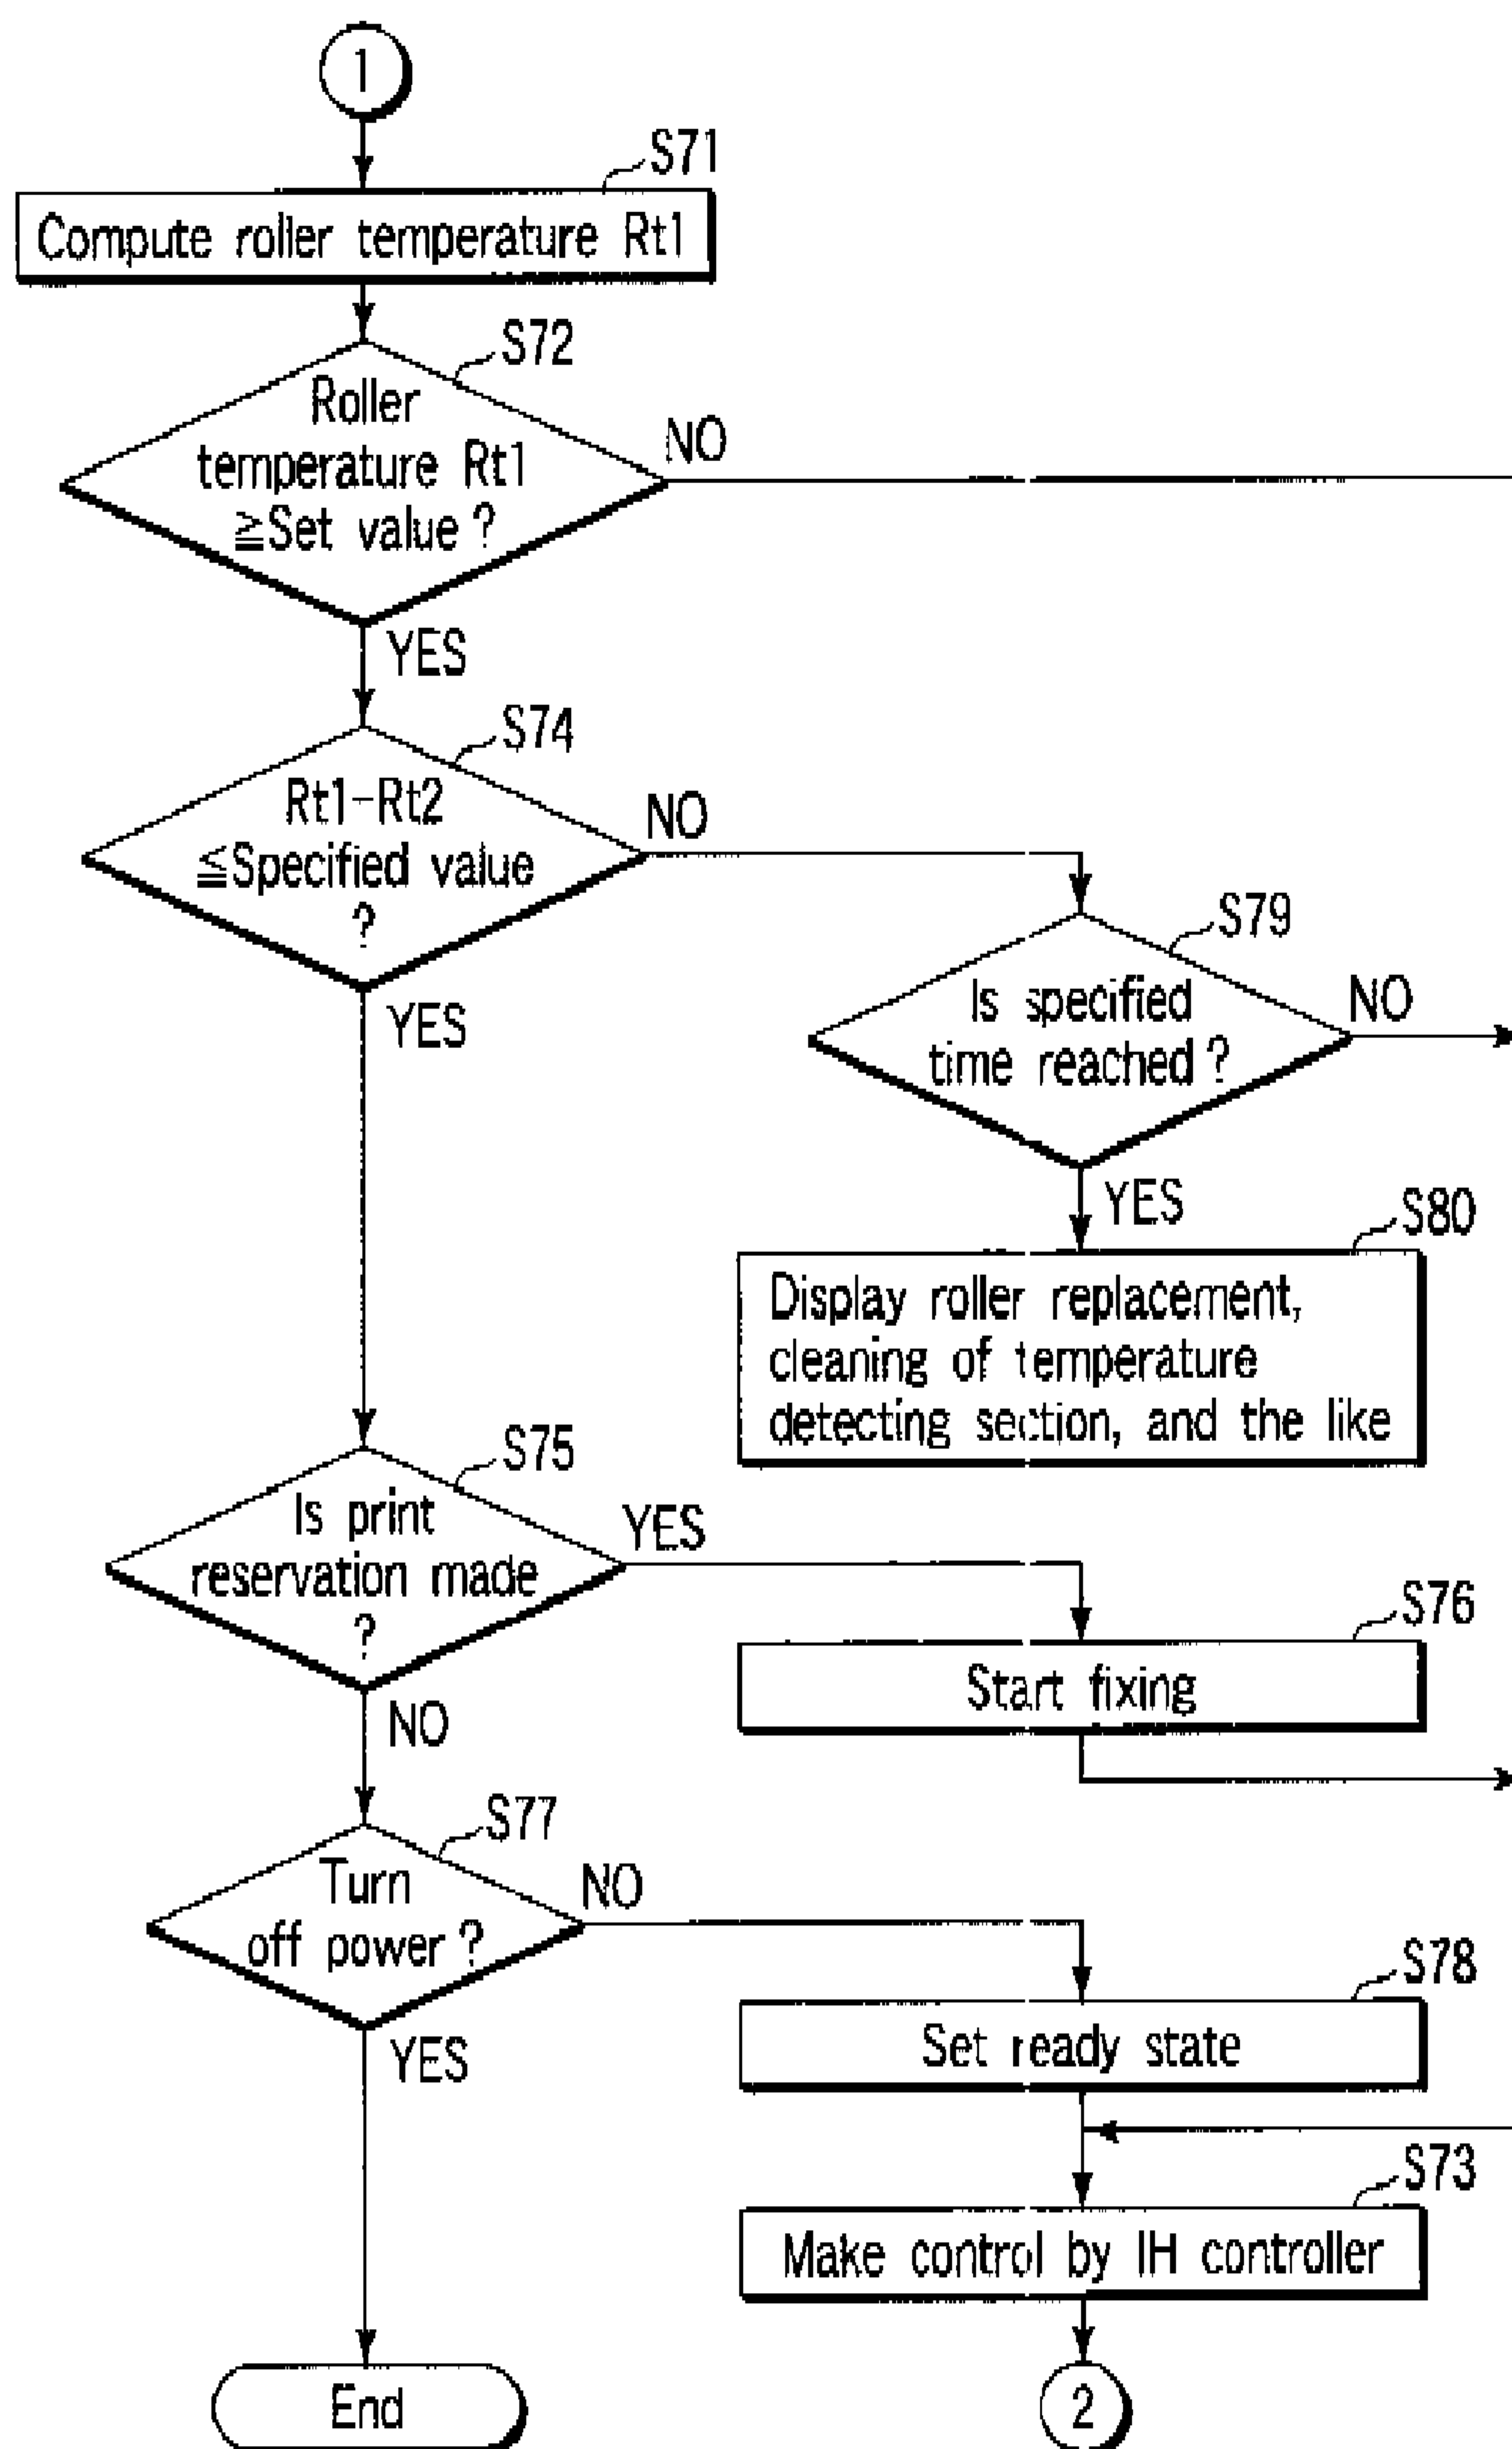 1
S71
Compute roller temperature Rt1
S72
Roller
temperature Rt1
≧Set value ?
NO
YES
S74
Rt1-Rt2
≦Specified value
?
NO
YES
S79
Is specified
time reached ?
NO
YES
S80
Display roller replacement,
cleaning of temperature
detecting section, and the like
S75
Is print
reservation made
?
YES
NO
S76
Start fixing
S77
Turn
off power ?
NO
YES
S78
Set ready state
S73
Make control by IH controller
End
2